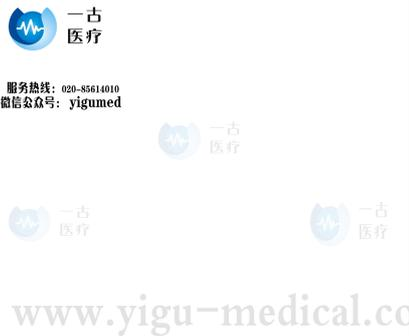 一古
医疗
服务热线：020-85614010
微信公众号：yigumed
一古
医疗
一古
医疗
一古
医疗
www.yigu-medical.co